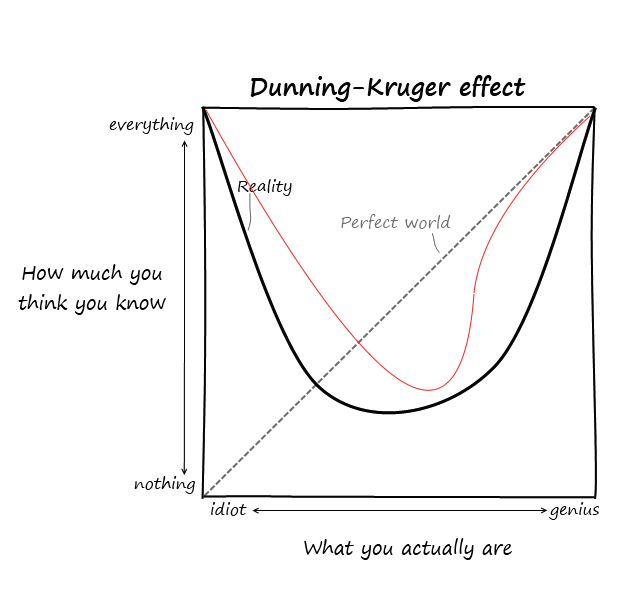 Dunning-Kruger effect
everything
Reality
Perfect world
How much you
think you know
nothing
idiot
genius
What you actually are